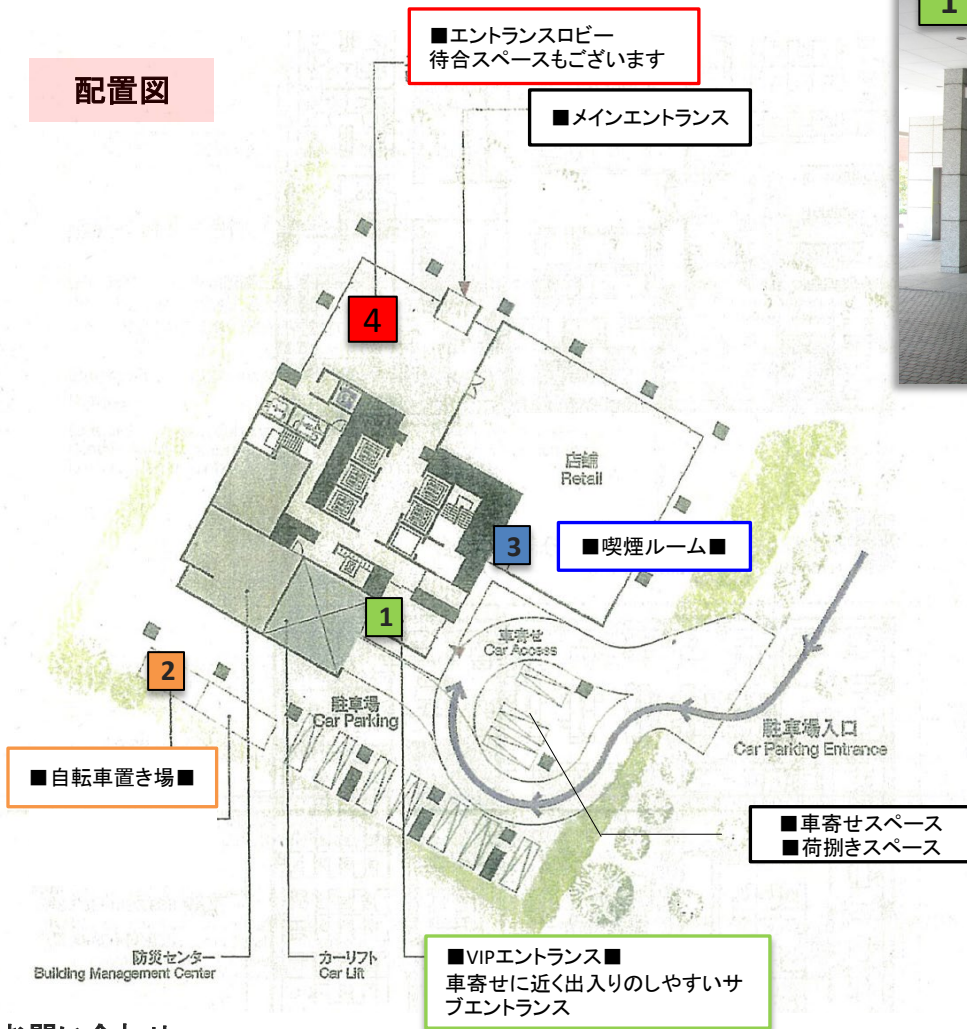 1
■エントランスロビー
待合スペースもございます
配置図
■メインエントランス
4
店舗
Retail
3
■喫煙ルーム■
1
車寄せ
Car Access
2
駐車場
Car Parking
駐車場入口
Car Parking Entrance
■自転車置き場■
■車寄せスペース
■荷捌きスペース
防災センター
Building Management Center
カーリフト
Car Lift
■VIPエントランス■
車寄せに近く出入りのしやすいサ
ブエントランス